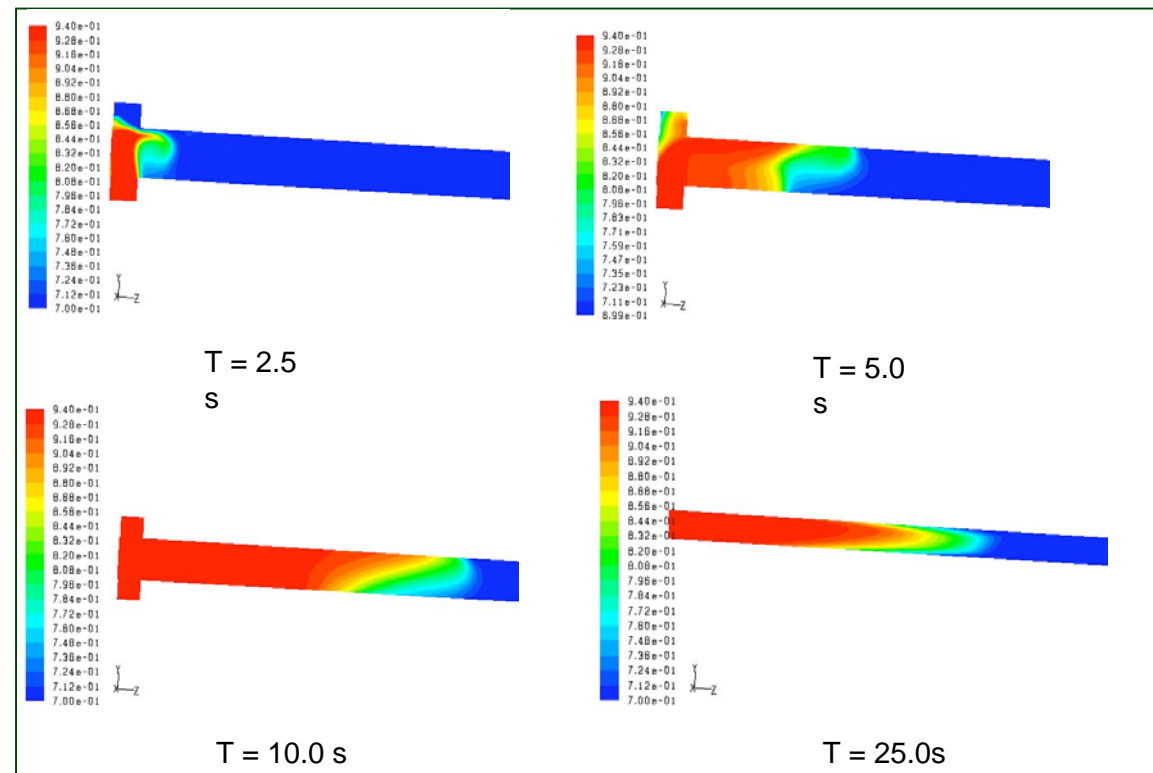 9.40e-01
9.28e-01
9.16e-01
9.04e-01
8.92e-01
8.80e-01
8.68e-01
8.56e-01
8.44e-01
8.32e-01
8.20e-01
8.08e-01
7.96e-01
7.84e-01
7.72e-01
7.60e-01
7.48e-01
7.36e-01
7.24e-01
7.12e-01
7.00e-01
Y
X
Z
T = 2.5
s
9.40e-01
9.28e-01
9.16e-01
9.04e-01
8.92e-01
8.80e-01
8.68e-01
8.56e-01
8.44e-01
8.32e-01
8.20e-01
8.08e-01
7.96e-01
7.83e-01
7.71e-01
7.59e-01
7.47e-01
7.35e-01
7.23e-01
7.11e-01
6.99e-01
Y
X
Z
T = 5.0
s
9.40e-01
9.28e-01
9.16e-01
9.04e-01
8.92e-01
8.80e-01
8.68e-01
8.56e-01
8.44e-01
8.32e-01
8.20e-01
8.08e-01
7.96e-01
7.84e-01
7.72e-01
7.60e-01
7.48e-01
7.36e-01
7.24e-01
7.12e-01
7.00e-01
Y
X
Z
T = 10.0 s
9.40e-01
9.28e-01
9.16e-01
9.04e-01
8.92e-01
8.80e-01
8.68e-01
8.56e-01
8.44e-01
8.32e-01
8.20e-01
8.08e-01
7.96e-01
7.84e-01
7.72e-01
7.60e-01
7.48e-01
7.36e-01
7.24e-01
7.12e-01
7.00e-01
Y
X
Z
T = 25.0s